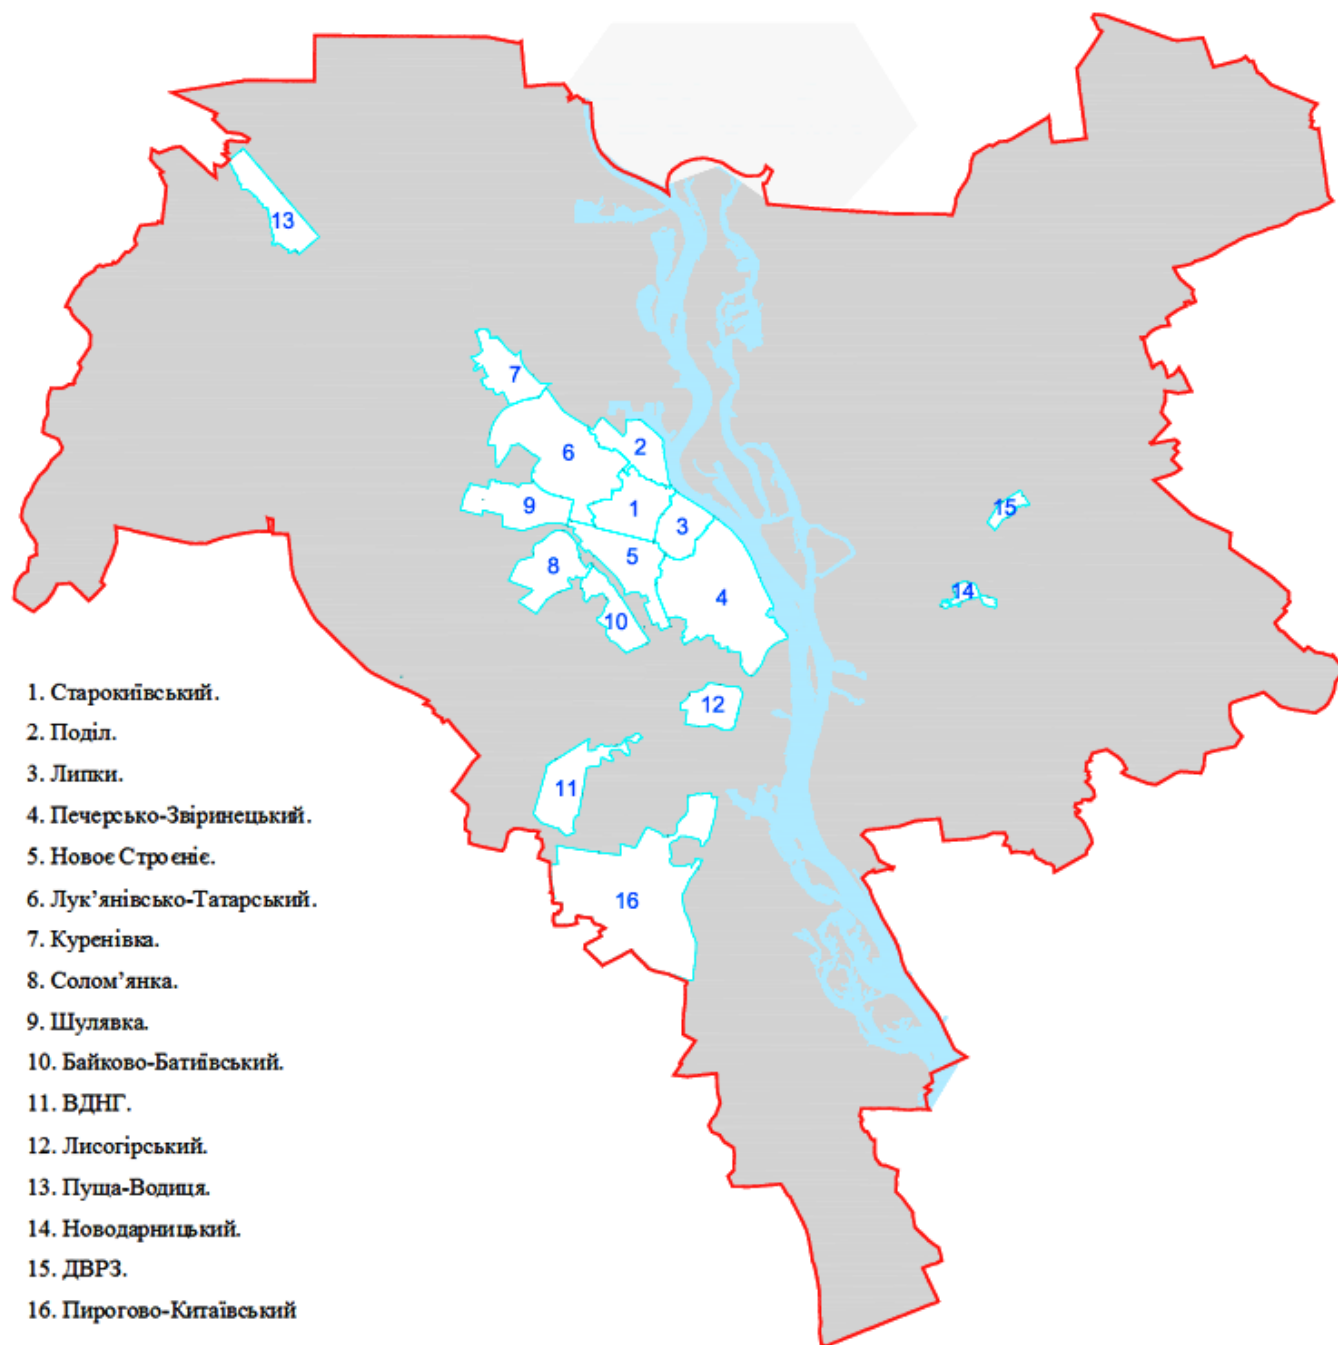 13
7
2
6
9
1
3
15
5
8
4
14
10
12
11
16
1. Старокиївський.
2. Поділ.
3. Липки.
4. Печерсько-Звіринецький.
5. Новоє Строєніє.
6. Лук’янівсько-Татарський.
7. Куренівка.
8. Солом’янка.
9. Шулявка.
10. Байково-Батиївський.
11. ВДНГ.
12. Лисогірський.
13. Пуща-Водиця.
14. Новодарницький.
15. ДВРЗ.
16. Пирогово-Китаївський